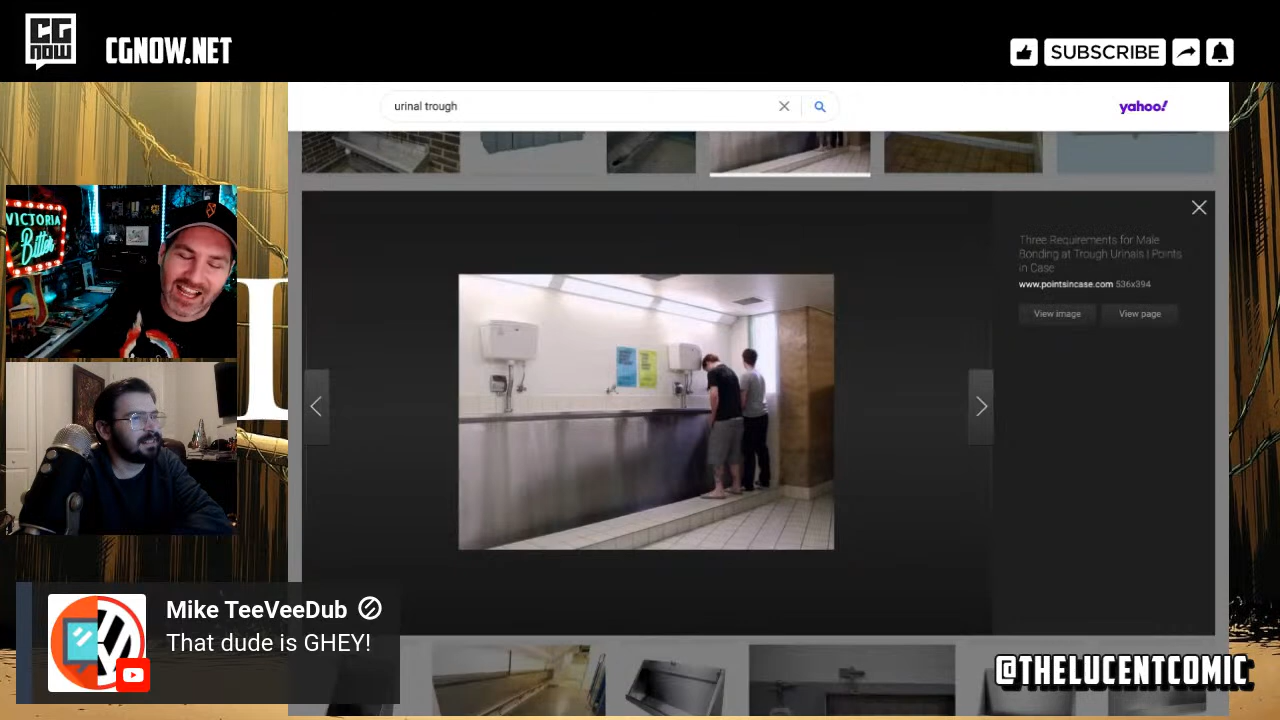 CG
NOW
CGNOW.NET
SUBSCRIBE
urinal trough
yahoo!
VICTORIA
Bitter
Three Requirements for Male
Bonding at Trough Urinals | Points
in Case
www.pointsincase.com 536x394
View image
View page
Mike TeeVeeDub
That dude is GHEY!
@THELUCENTCOMIC